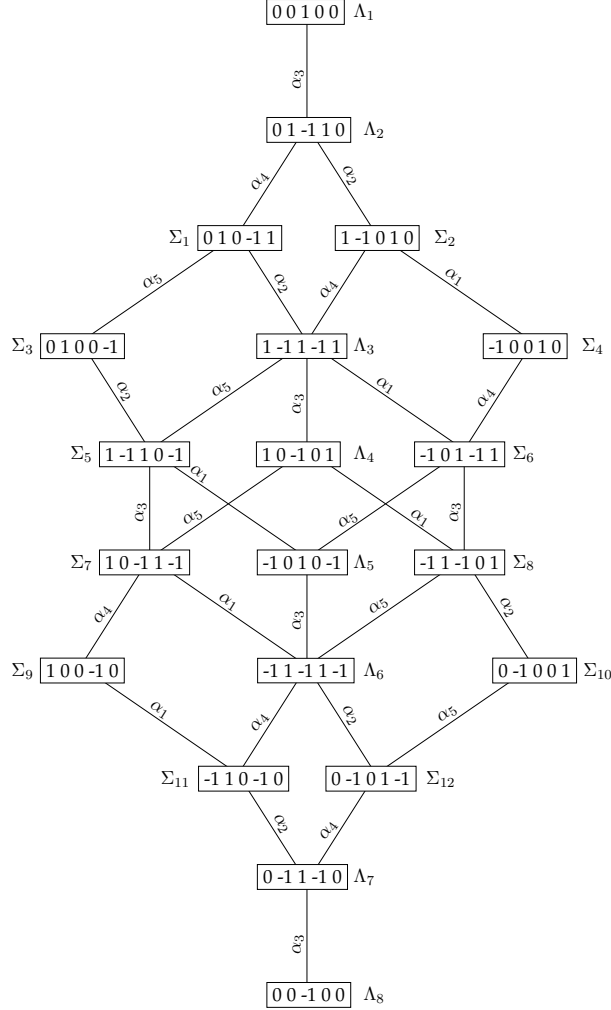 0 0 1 0 0 Λ₁
α₃
0 1 -1 1 0 Λ₂
α₄ α₂
Σ₁ 0 1 0 -1 1 1 -1 0 1 0 Σ₂
α₅ α₂ α₄ α₁
Σ₃ 0 1 0 0 -1 1 -1 1 -1 1 Λ₃ -1 0 0 1 0 Σ₄
α₂ α₅ α₃ α₁ α₄
Σ₅ 1 -1 1 0 -1 1 0 -1 0 1 Λ₄ -1 0 1 -1 1 Σ₆
α₃ α₁ α₅ α₅ α₁ α₃
Σ₇ 1 0 -1 1 -1 -1 0 1 0 -1 Λ₅ -1 1 -1 0 1 Σ₈
α₄ α₁ α₃ α₅ α₂
Σ₉ 1 0 0 -1 0 -1 1 -1 1 -1 Λ₆ 0 -1 0 0 1 Σ₁₀
α₁ α₄ α₂ α₅
Σ₁₁ -1 1 0 -1 0 0 -1 0 1 -1 Σ₁₂
α₂ α₄
0 -1 1 -1 0 Λ₇
α₃
0 0 -1 0 0 Λ₈